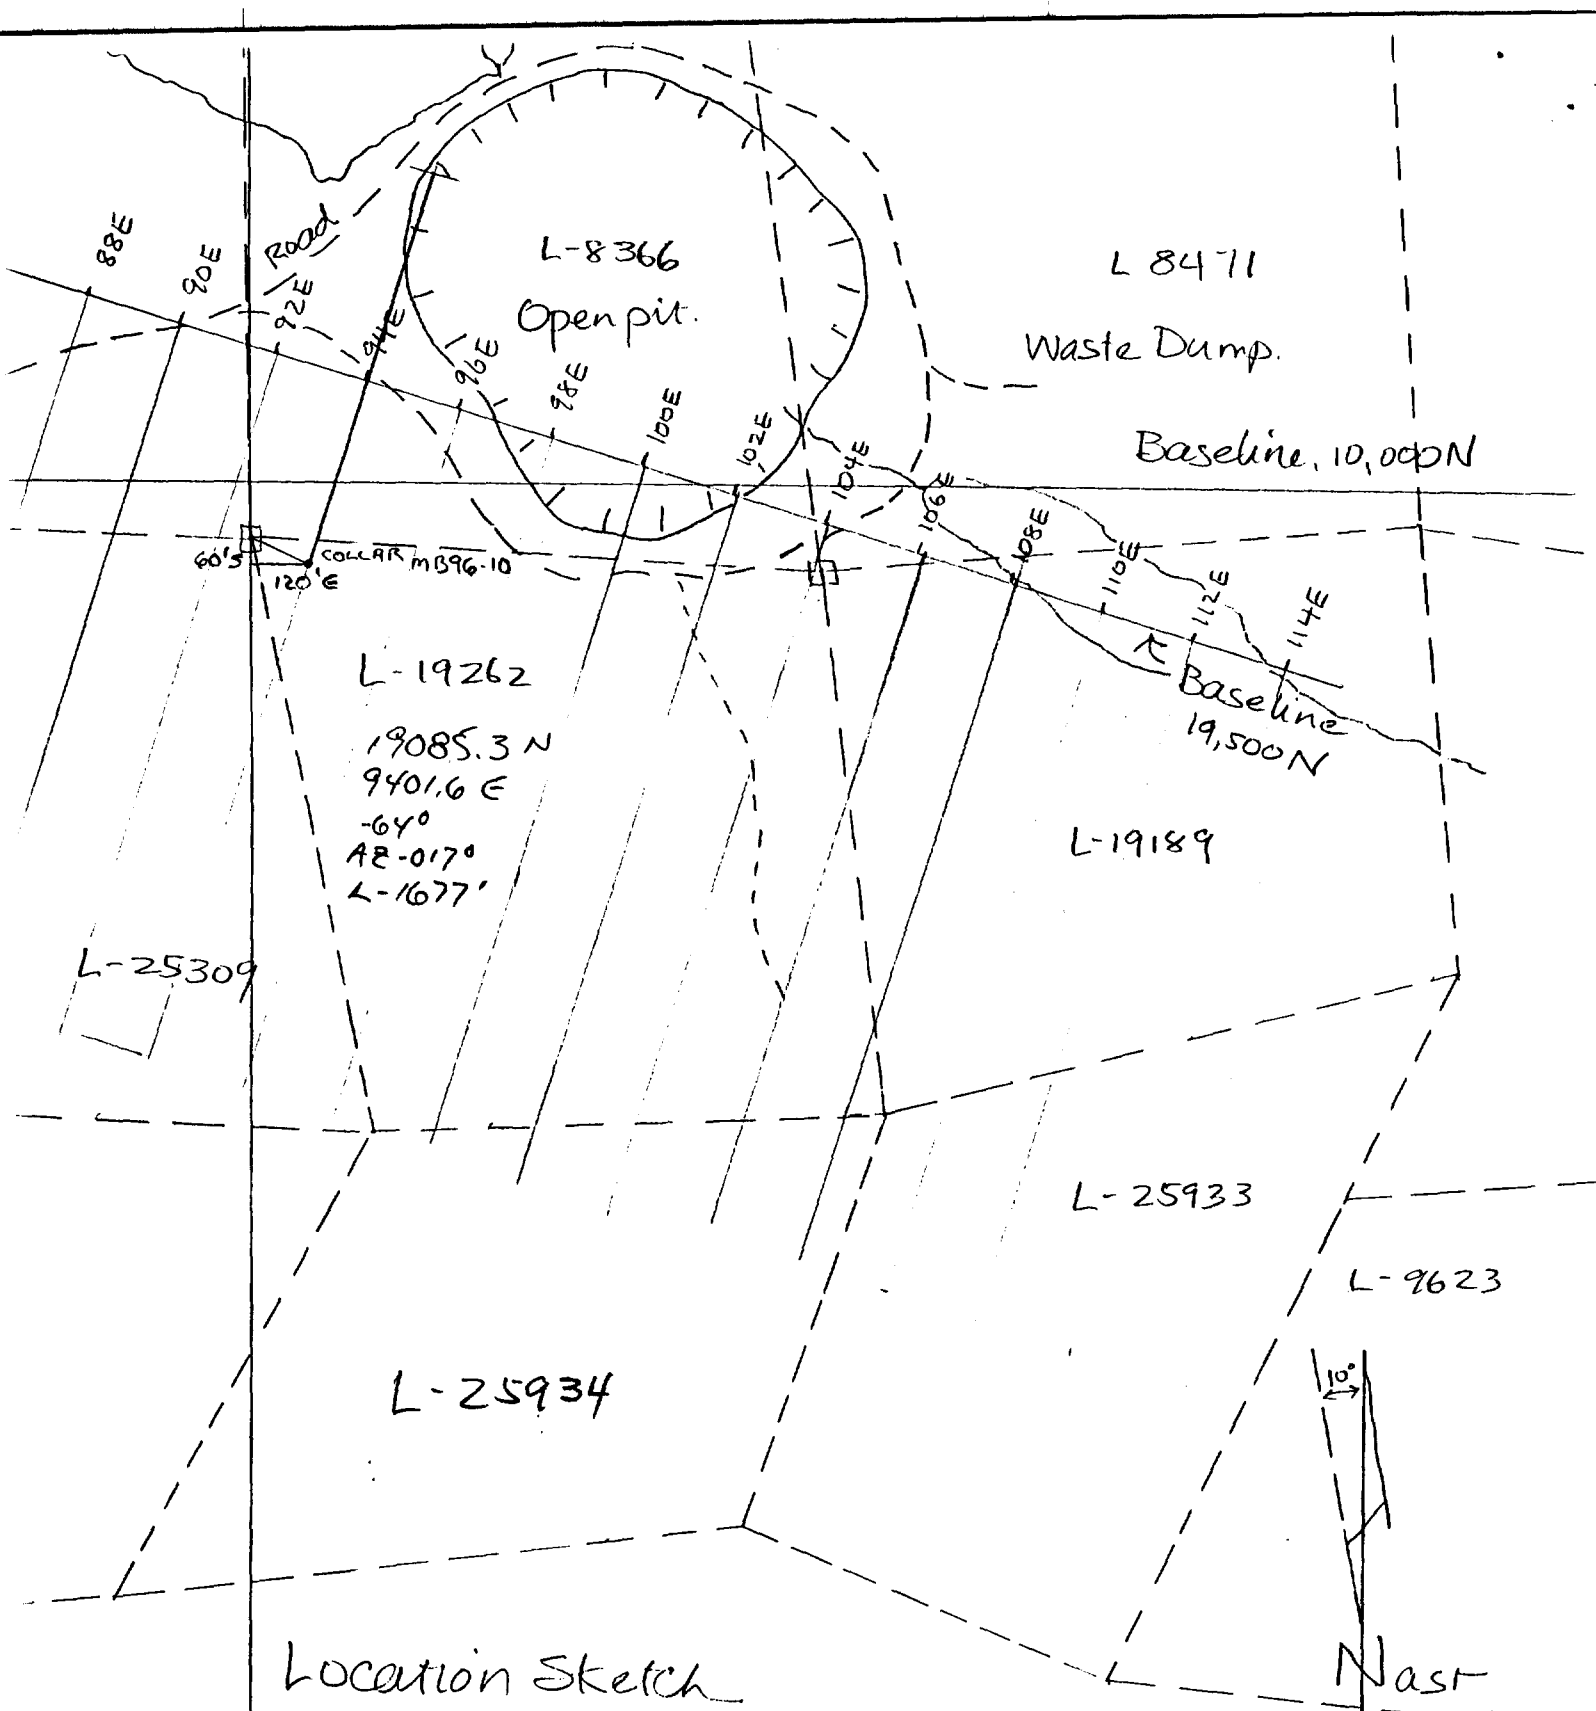 88E
90E
Road
92E
94E
96E
98E
100E
102E
104E
106E
108E
110E
112E
114E
L-8366
Open pit.
L 8471
Waste Dump.
Baseline, 10,000N
60'S
120'E
COLLAR MB96-10
Baseline
19,500N
L-19262
19085.3 N
9401.6 E
-64°
AZ-017°
L-1677'
L-19189
L-25309
L-25933
L-9623
L-25934
10°
Location Sketch
Nast